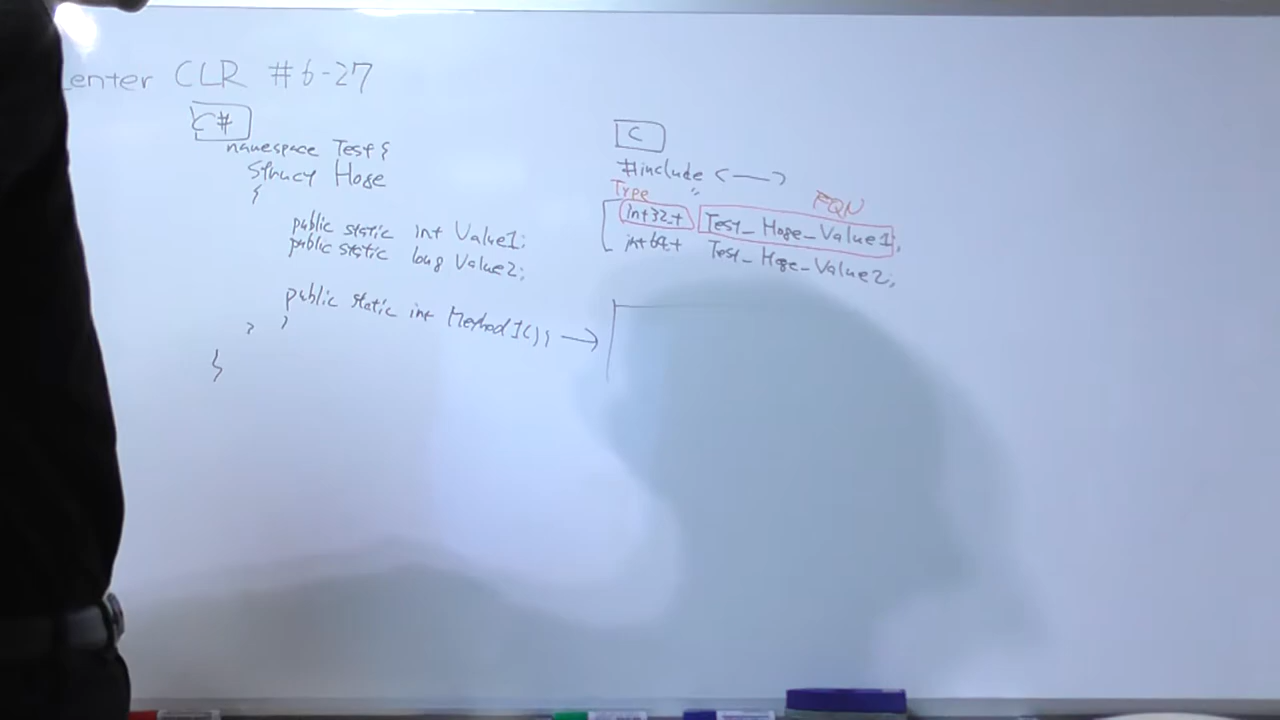 enter CLR #6-27
C#
namespace Test {
struct Hoge
{
public static int Value1;
public static long Value2;
public static int Method1();
}
}
C
#include < — >
Type
FQN
int32_t Test_Hoge_Value1;
int64_t Test_Hoge_Value2;